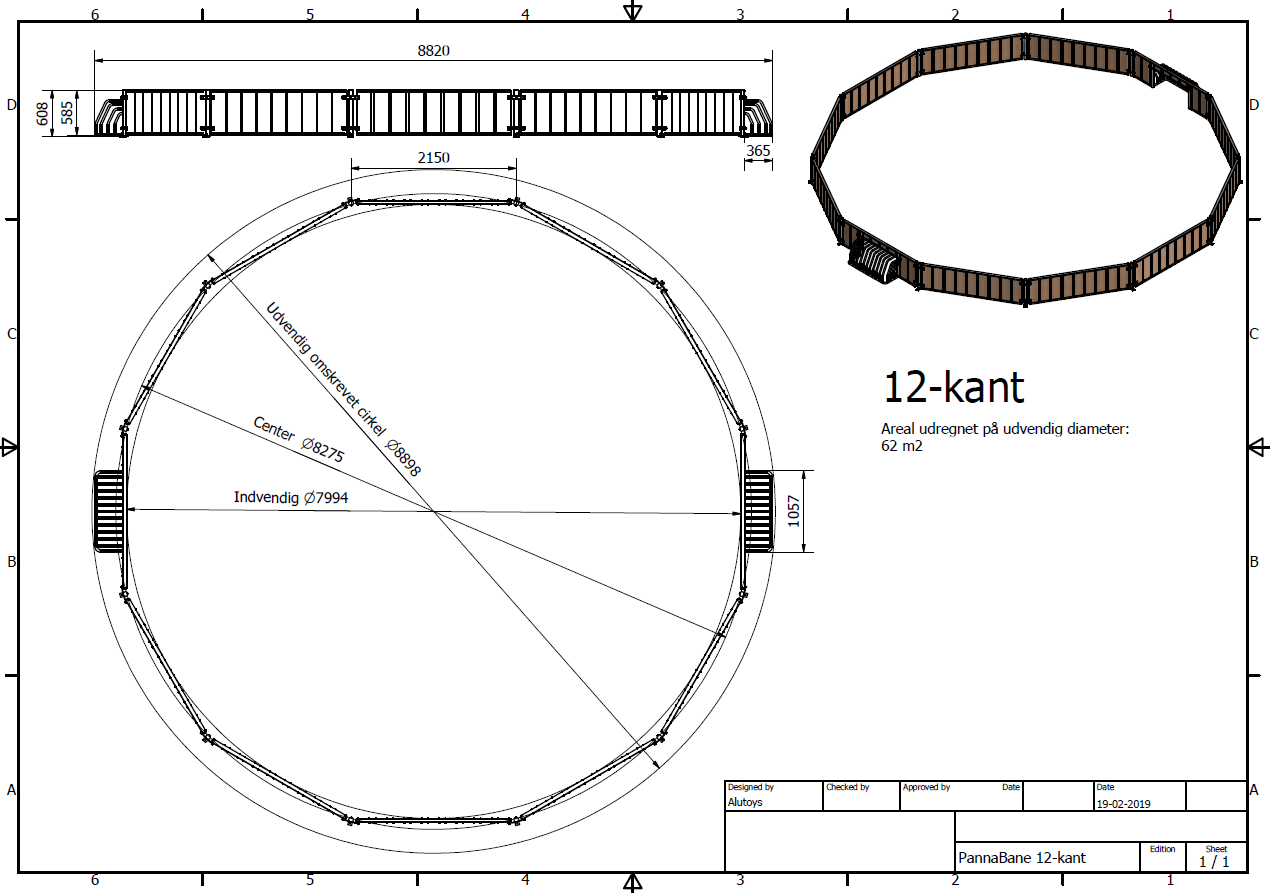 6 5 4 3 2 1
8820
D
608
585
D
365
2150
C
Udvendig omskrevet cirkel Ø8898
C
12-kant
Center Ø8275
Areal udregnet på udvendig diameter:
62 m2
Indvendig Ø7994
1057
B
B
A
A
Designed by
Alutoys
Checked by
Approved by
Date
Date
19-02-2019
PannaBane 12-kant
Edition
Sheet
1 / 1
6 5 4 3 2 1